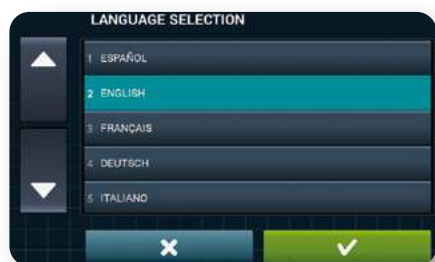 LANGUAGE SELECTION
1 ESPAÑOL
2 ENGLISH
3 FRANÇAIS
4 DEUTSCH
5 ITALIANO